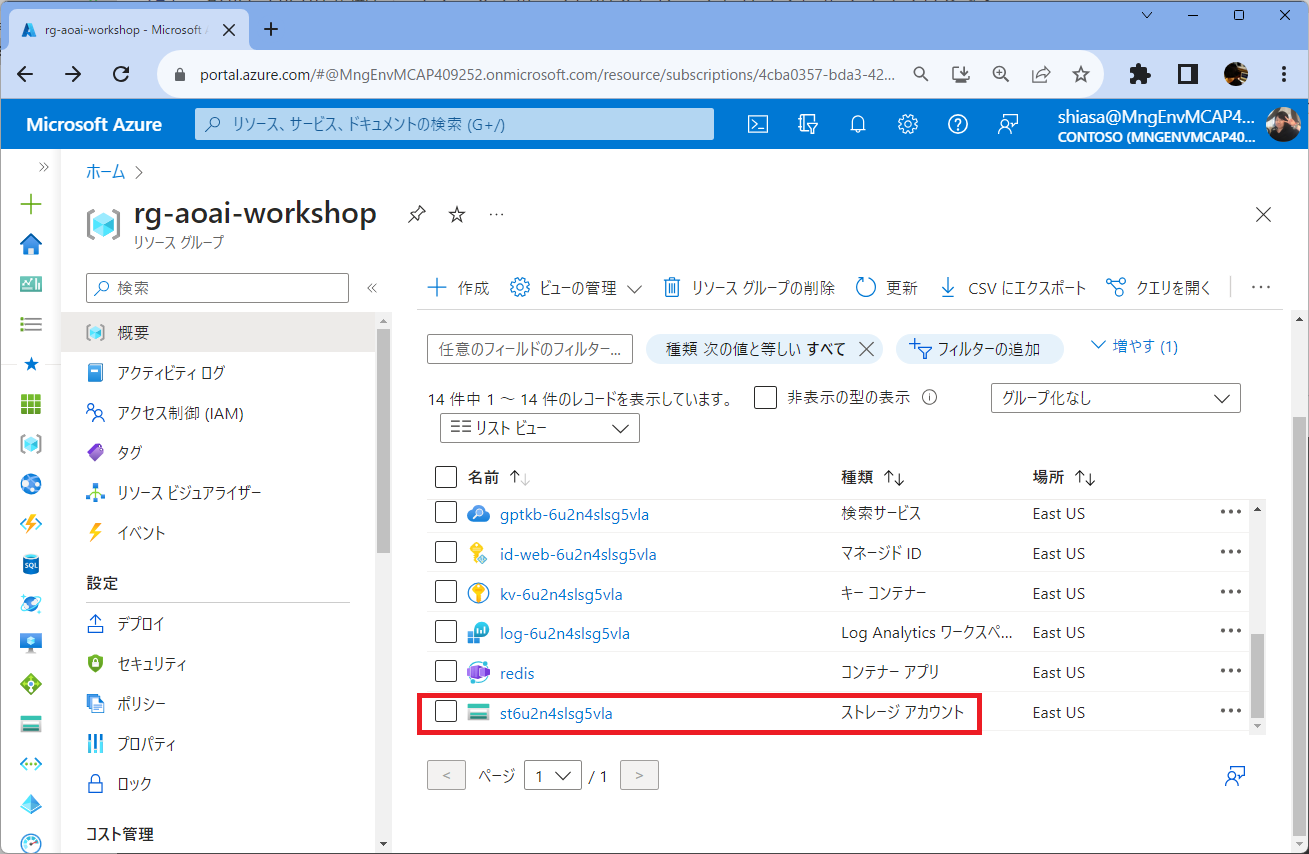 rg-aoai-workshop - Microsoft A
portal.azure.com/#@MngEnvMCAP409252.onmicrosoft.com/resource/subscriptions/4cba0357-bda3-42...
Microsoft Azure
リソース、サービス、ドキュメントの検索 (G+/)
shiasa@MngEnvMCAP4...
CONTOSO (MNGENVMCAP40...
ホーム
rg-aoai-workshop
リソース グループ
検索
作成
ビューの管理
リソース グループの削除
更新
CSV にエクスポート
クエリを開く
概要
アクティビティ ログ
アクセス制御 (IAM)
タグ
リソース ビジュアライザー
イベント
設定
デプロイ
セキュリティ
ポリシー
プロパティ
ロック
コスト管理
任意のフィールドのフィルター...
種類 次の値と等しい すべて
フィルターの追加
増やす (1)
14 件中 1 ～ 14 件のレコードを表示しています。
非表示の型の表示
グループ化なし
リスト ビュー
名前 種類 場所
gptkb-6u2n4slsg5vla 検索サービス East US
id-web-6u2n4slsg5vla マネージド ID East US
kv-6u2n4slsg5vla キー コンテナー East US
log-6u2n4slsg5vla Log Analytics ワークスペ... East US
redis コンテナー アプリ East US
st6u2n4slsg5vla ストレージ アカウント East US
< ページ 1 / 1 >
SQL